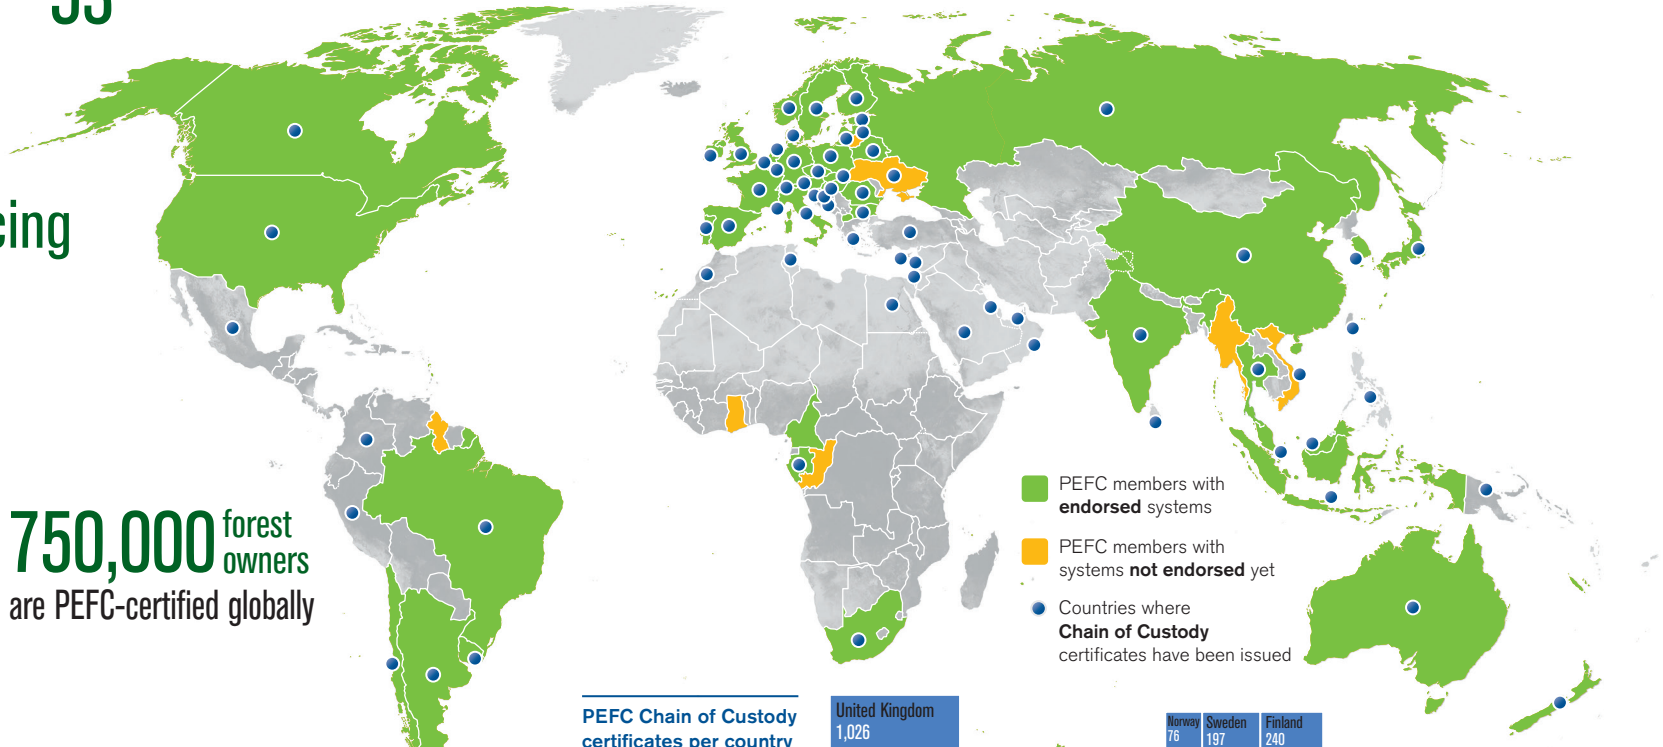 cing
750,000 forest owners
are PEFC-certified globally
PEFC members with
endorsed systems
PEFC members with
systems not endorsed yet
Countries where
Chain of Custody
certificates have been issued
PEFC Chain of Custody
certificates per country
United Kingdom
1,026
Norway
76
Sweden
197
Finland
240